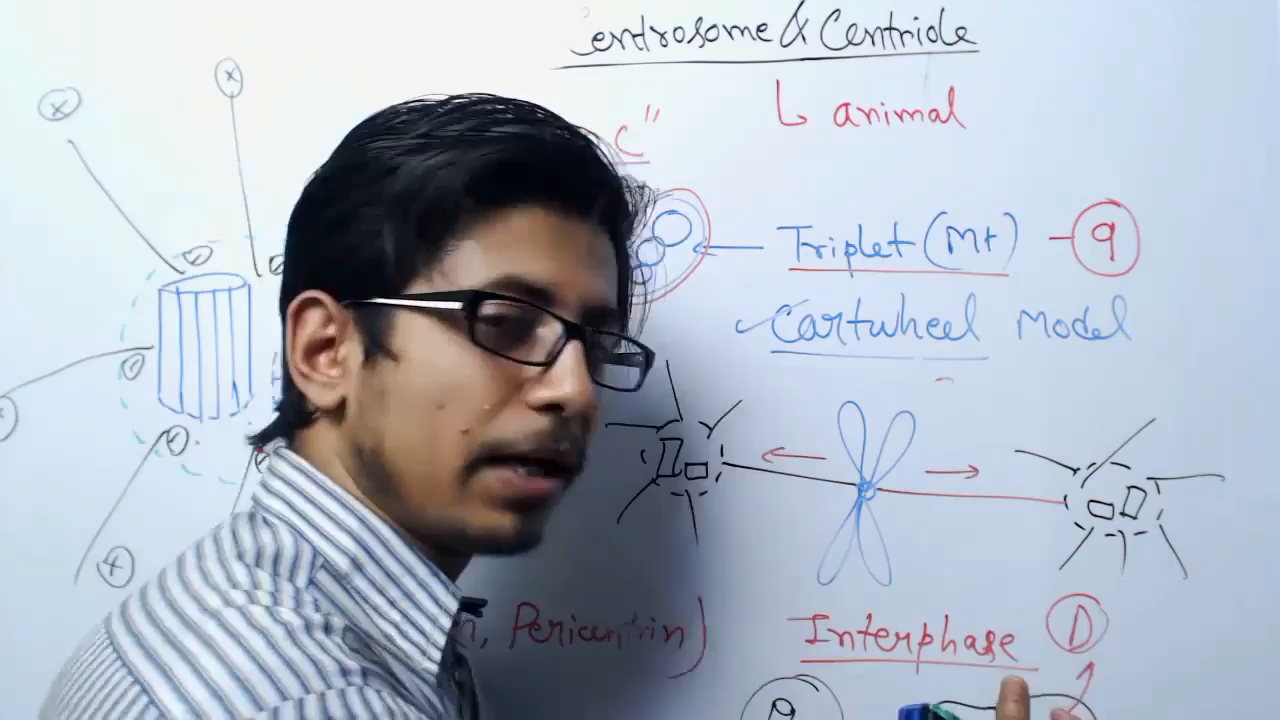 entrosome & Centriole
↳ animal
C"
Triplet (Mt) - 9
✓ Cartwheel Model
n, Pericentrin)
Interphase D